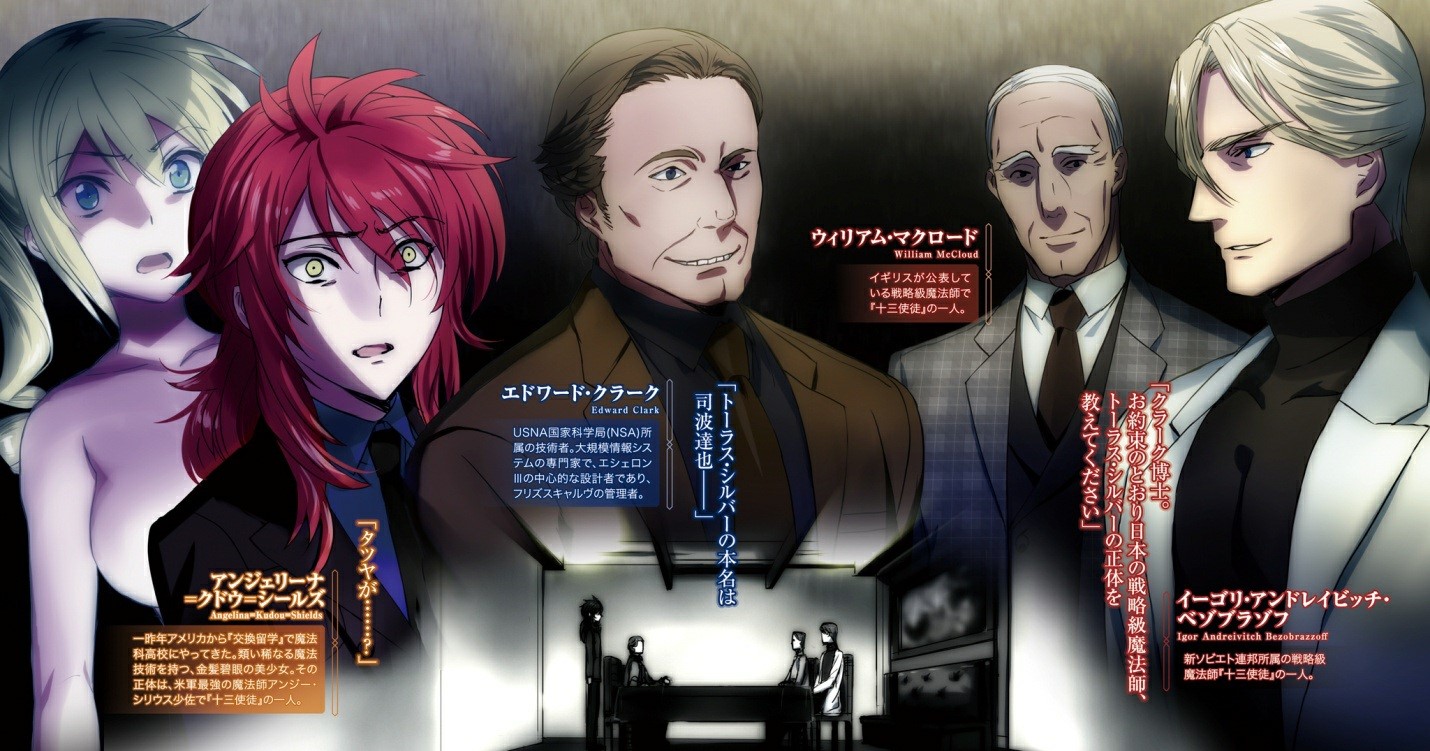 「クラーク博士。
お約束のとおり日本の戦略級魔法師、
トーラス・シルバーの正体を
教えてください」
イーゴリ・アンドレイビッチ・
ベゾブラゾフ
Igor Andreivitch Bezobrazzoff
新ソビエト連邦所属の戦略級
魔法師『十三使徒』の一人。
ウィリアム・マクロード
William McCloud
イギリスが公表して
いる戦略級魔法師で
『十三使徒』の一人。
「トーラス・シルバーの本名は
司波達也――」
エドワード・クラーク
Edward Clark
USNA国家科学局(NSA)所
属の技術者。大規模情報シス
テムの専門家で、エシェロン
Ⅲの中心的な設計者であり、
フリズスキャルヴの管理者。
「タツヤが……？」
アンジェリーナ
=クドウ=シールズ
Angelina=Kudou=Shields
一昨年アメリカから『交換留学』で魔法
科高校にやってきた。類い稀なる魔法
技術を持つ、金髪碧眼の美少女。その
正体は、米軍最強の魔法師アンジー・
シリウス少佐で『十三使徒』の一人。